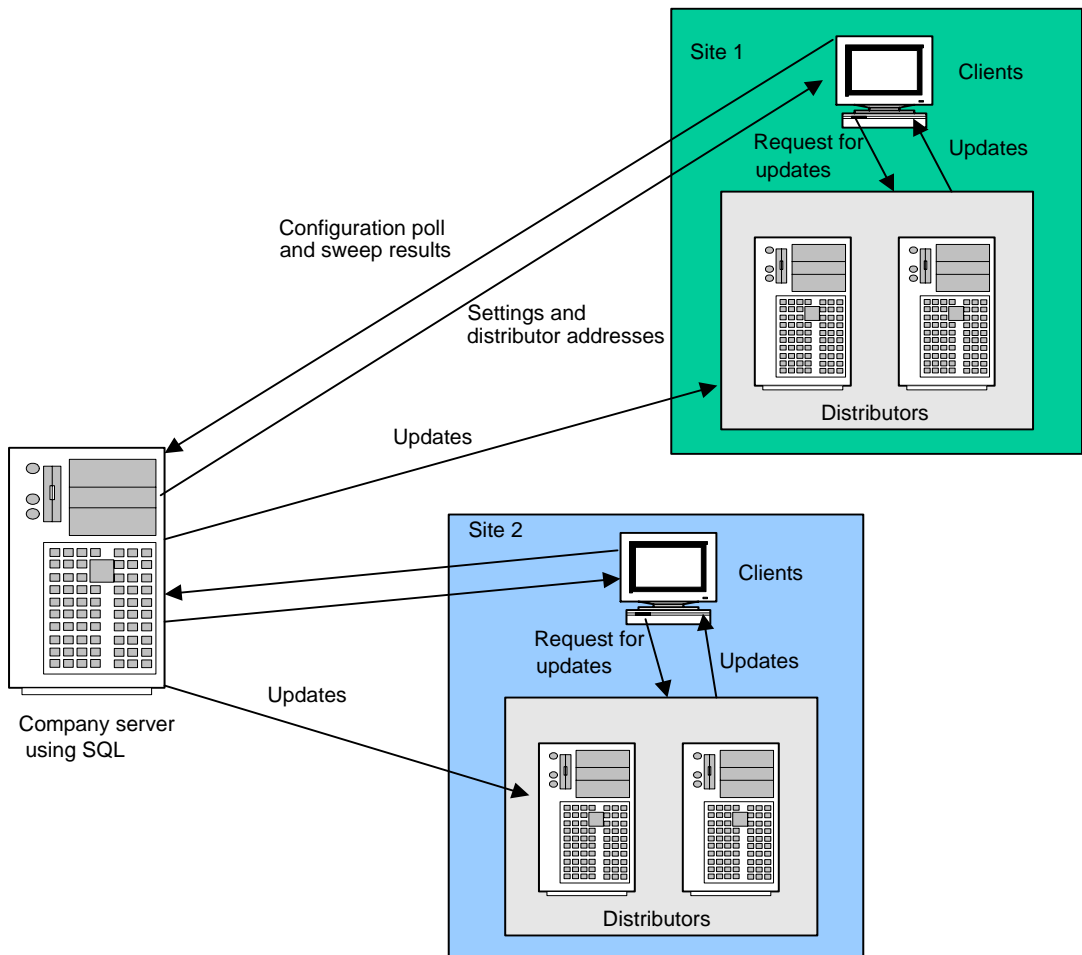 Site 1
Clients
Request for
updates
Updates
Configuration poll
and sweep results
Settings and
distributor addresses
Distributors
Updates
Site 2
Clients
Request for
updates
Updates
Updates
Company server
using SQL
Distributors